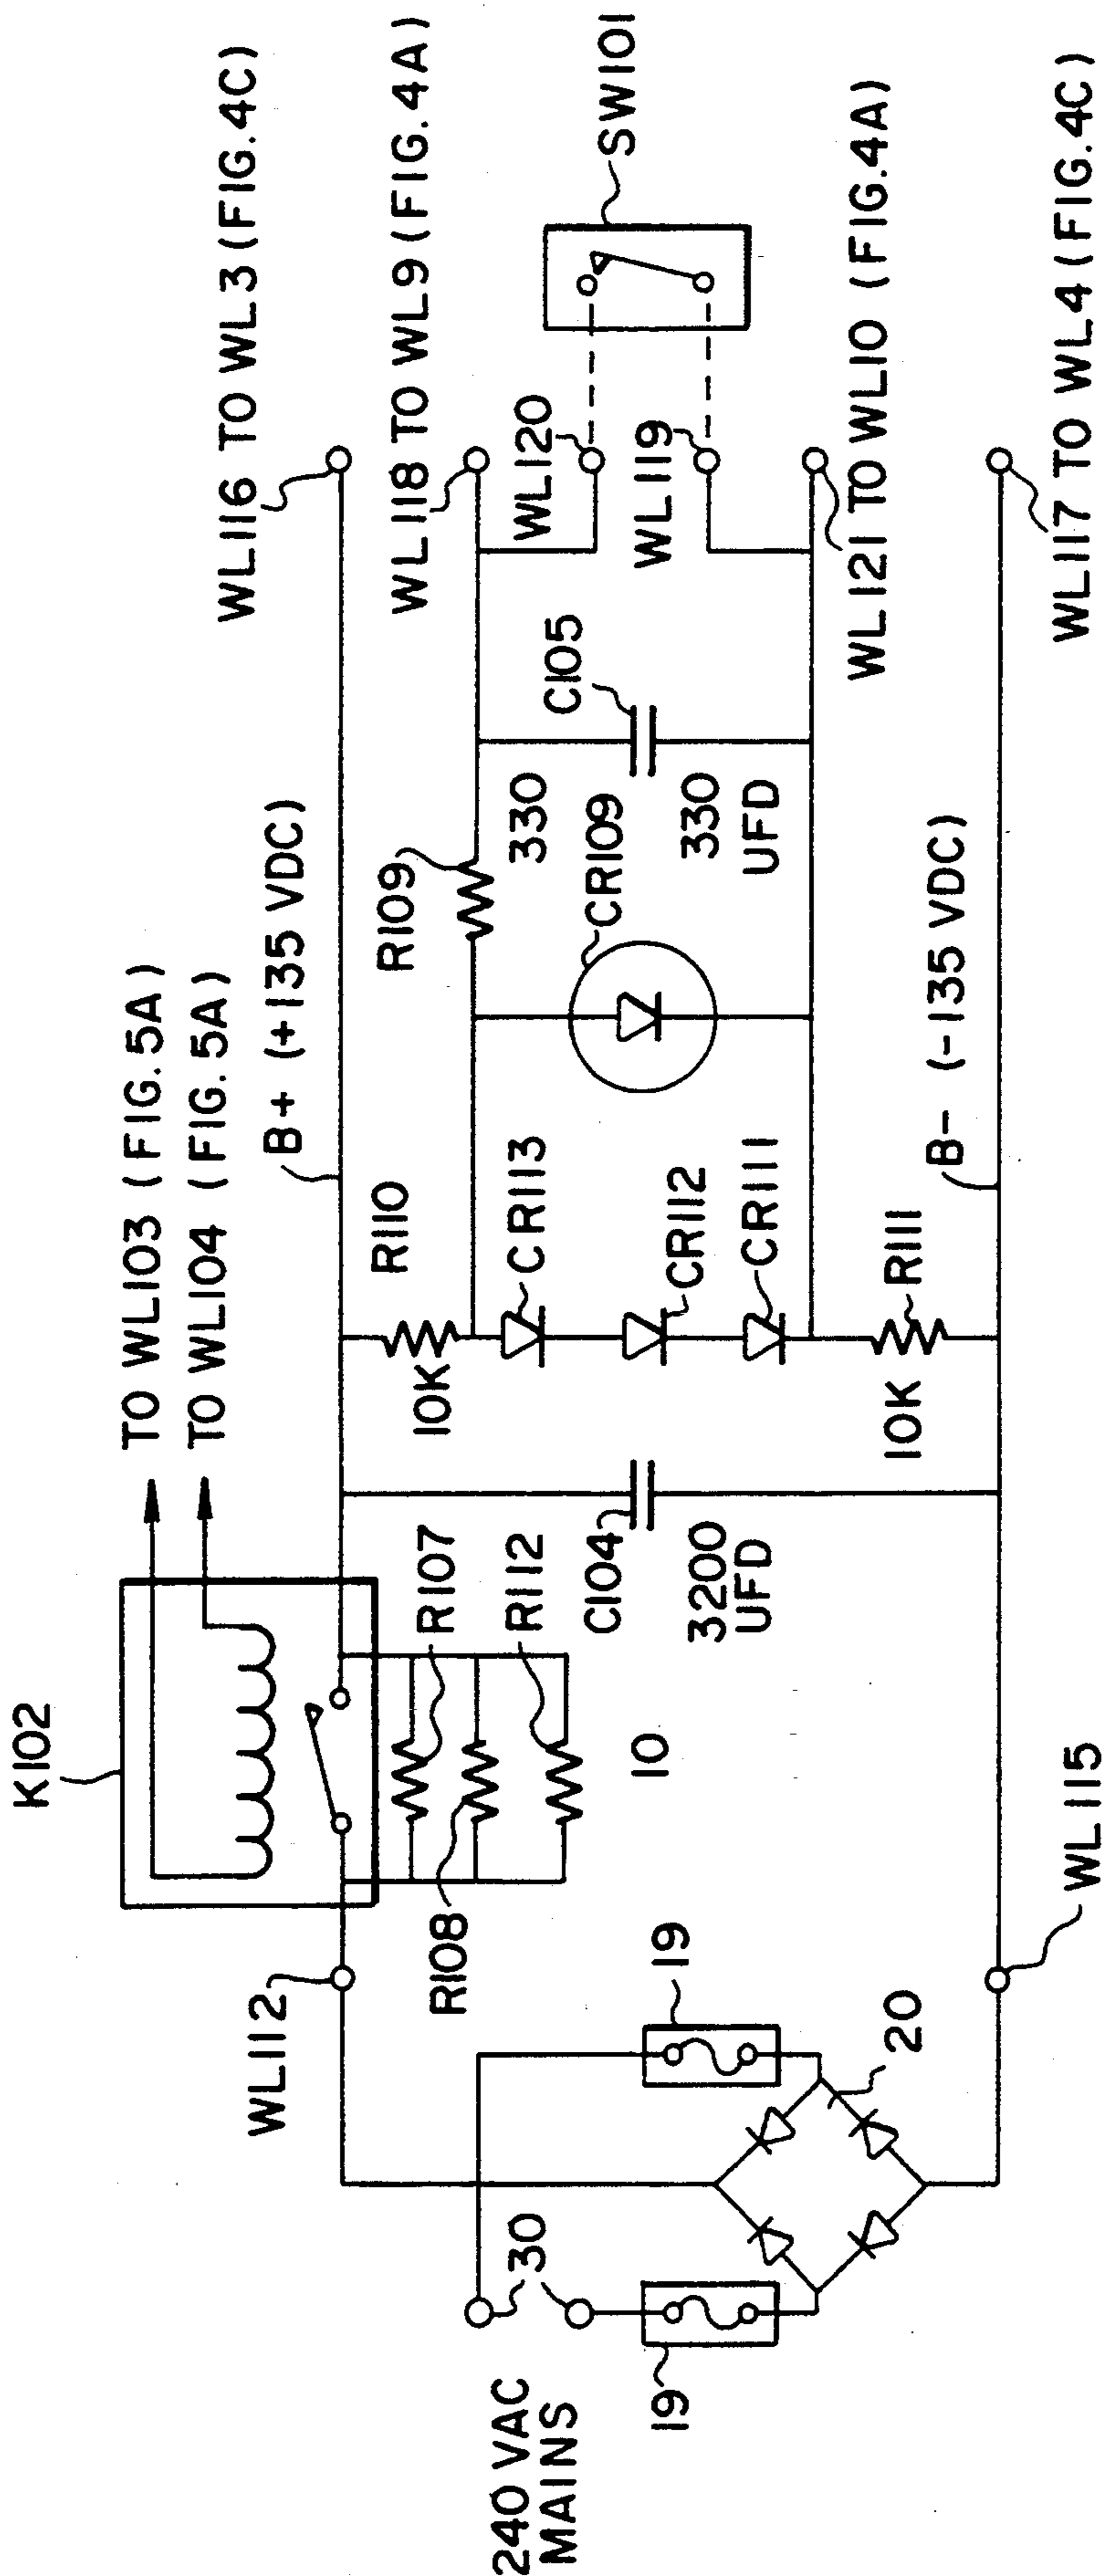 K102
TO WL103 (FIG. 5A)
TO WL104 (FIG. 5A)
B+ (+135 VDC)
WL116 TO WL3 (FIG. 4C)
WL112
R110
R109
WL118 TO WL9 (FIG. 4A)
R107
10K
CR113
330
WL120
R108
R112
C104
CR109
C105
SW101
240 VAC
MAINS
30
19
10
3200
UFD
CR112
330
UFD
WL119
19
20
CR111
10K
R111
WL121 TO WL10 (FIG. 4A)
B- (-135 VDC)
WL115
WL117 TO WL4 (FIG. 4C)